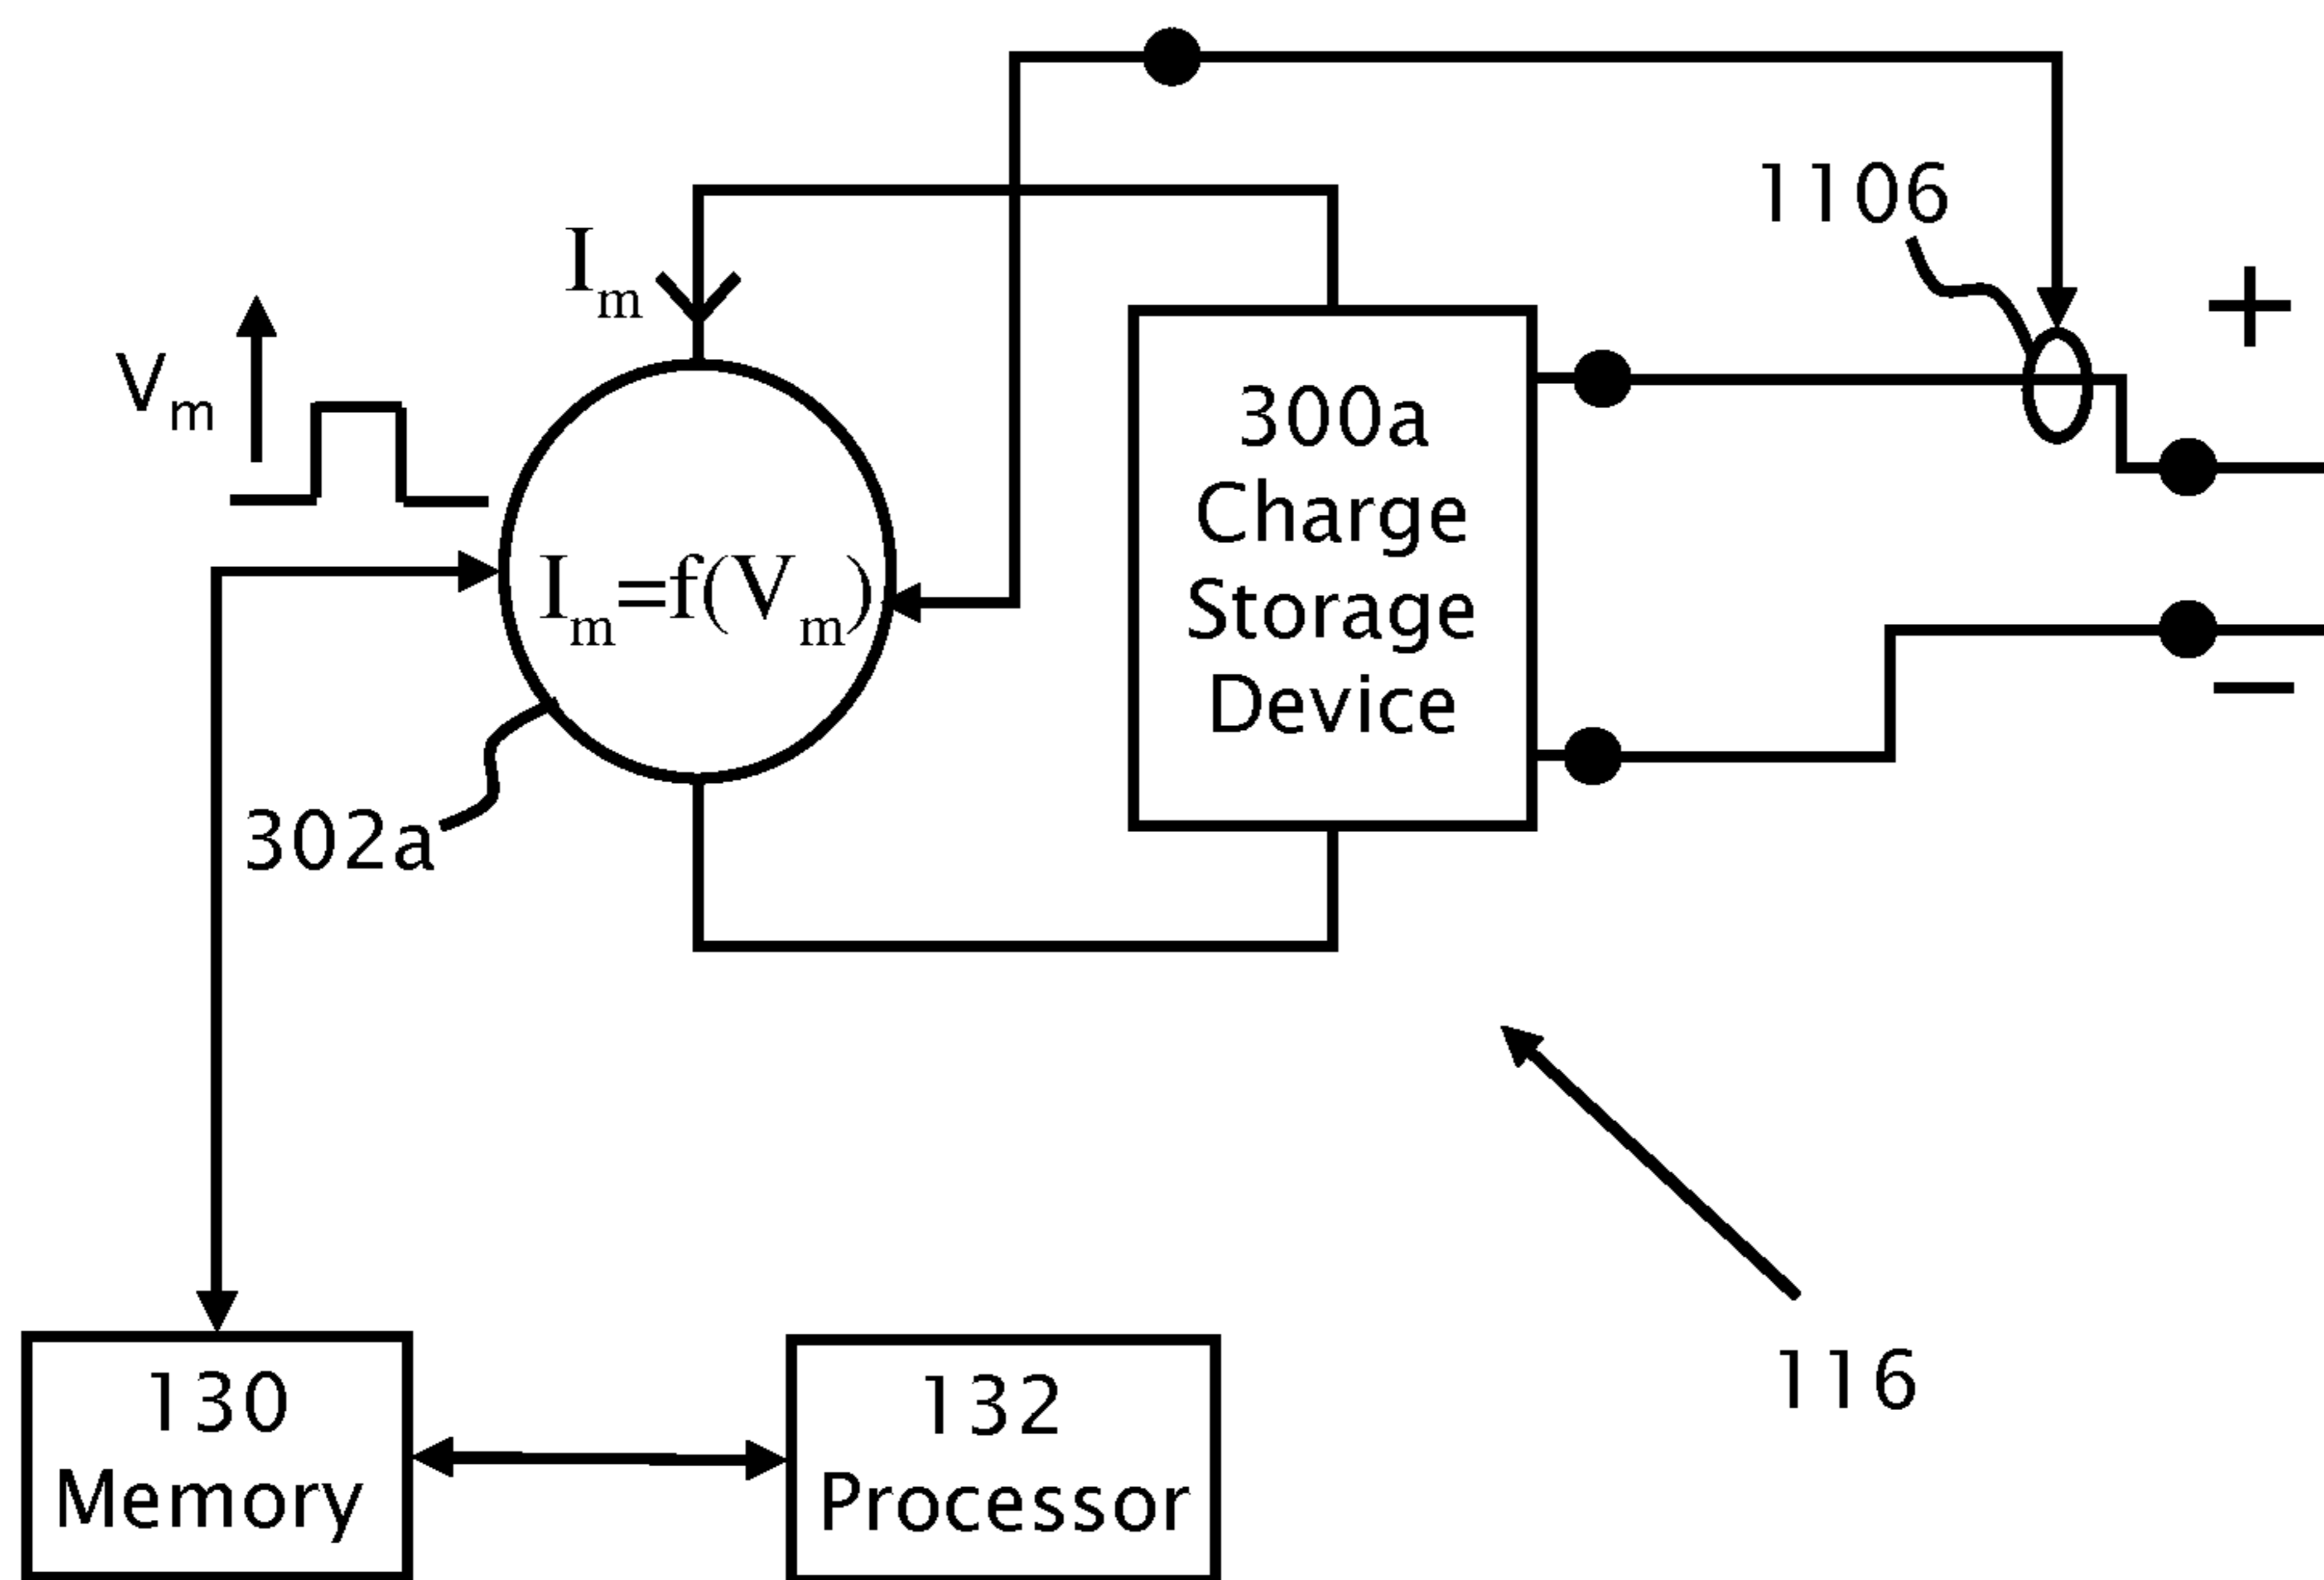 1106
+
Im
Vm
300a
Charge
Storage
Device
Im=f(Vm)
−
302a
116
130
Memory
132
Processor